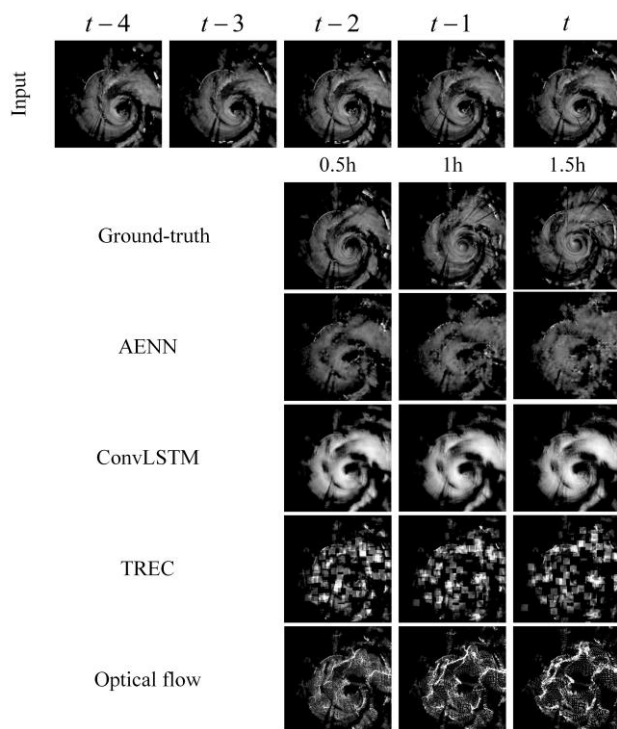 t − 4 t − 3 t − 2 t − 1 t
Input
0.5h 1h 1.5h
Ground-truth
AENN
ConvLSTM
TREC
Optical flow